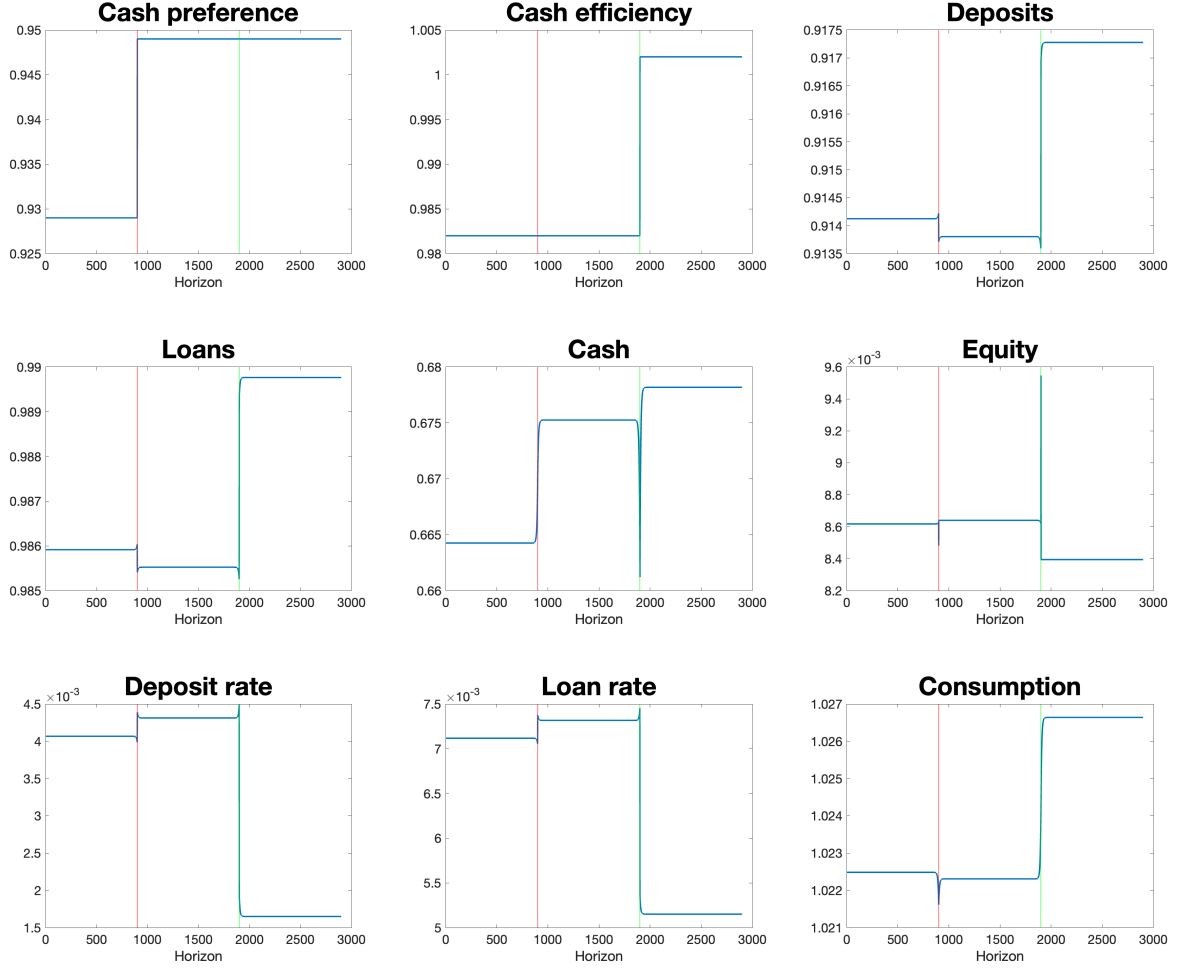 Cash preference
0.95
0.945
0.94
0.935
0.93
0.925
0 500 1000 1500 2000 2500 3000
Horizon
Cash efficiency
1.005
1
0.995
0.99
0.985
0.98
0 500 1000 1500 2000 2500 3000
Horizon
Deposits
0.9175
0.917
0.9165
0.916
0.9155
0.915
0.9145
0.914
0.9135
0 500 1000 1500 2000 2500 3000
Horizon
Loans
0.99
0.989
0.988
0.987
0.986
0.985
0 500 1000 1500 2000 2500 3000
Horizon
Cash
0.68
0.675
0.67
0.665
0.66
0 500 1000 1500 2000 2500 3000
Horizon
Equity
×10-3
9.6
9.4
9.2
9
8.8
8.6
8.4
8.2
0 500 1000 1500 2000 2500 3000
Horizon
Deposit rate
×10-3
4.5
4
3.5
3
2.5
2
1.5
0 500 1000 1500 2000 2500 3000
Horizon
Loan rate
×10-3
7.5
7
6.5
6
5.5
5
0 500 1000 1500 2000 2500 3000
Horizon
Consumption
1.027
1.026
1.025
1.024
1.023
1.022
1.021
0 500 1000 1500 2000 2500 3000
Horizon